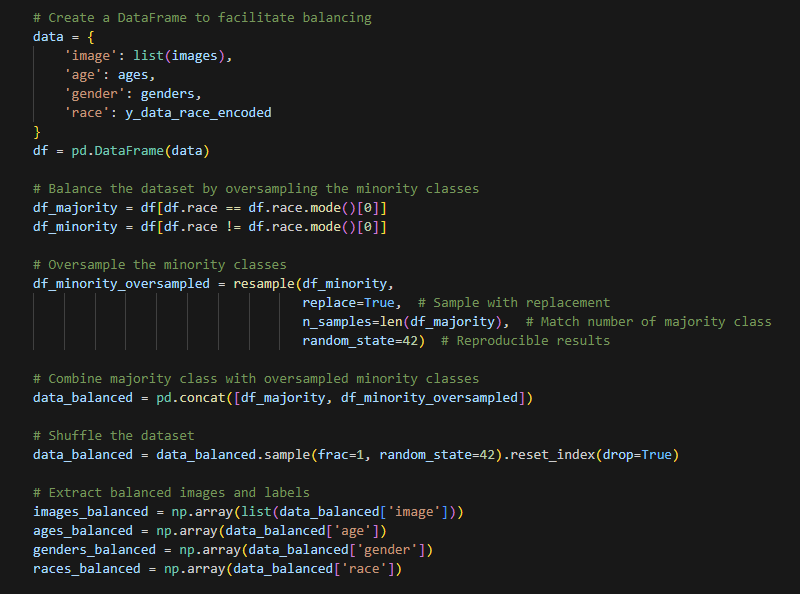 # Create a DataFrame to facilitate balancing
data = {
    'image': list(images),
    'age': ages,
    'gender': genders,
    'race': y_data_race_encoded
}
df = pd.DataFrame(data)

# Balance the dataset by oversampling the minority classes
df_majority = df[df.race == df.race.mode()[0]]
df_minority = df[df.race != df.race.mode()[0]]

# Oversample the minority classes
df_minority_oversampled = resample(df_minority,
                                   replace=True,  # Sample with replacement
                                   n_samples=len(df_majority),  # Match number of majority class
                                   random_state=42)  # Reproducible results

# Combine majority class with oversampled minority classes
data_balanced = pd.concat([df_majority, df_minority_oversampled])

# Shuffle the dataset
data_balanced = data_balanced.sample(frac=1, random_state=42).reset_index(drop=True)

# Extract balanced images and labels
images_balanced = np.array(list(data_balanced['image']))
ages_balanced = np.array(data_balanced['age'])
genders_balanced = np.array(data_balanced['gender'])
races_balanced = np.array(data_balanced['race'])